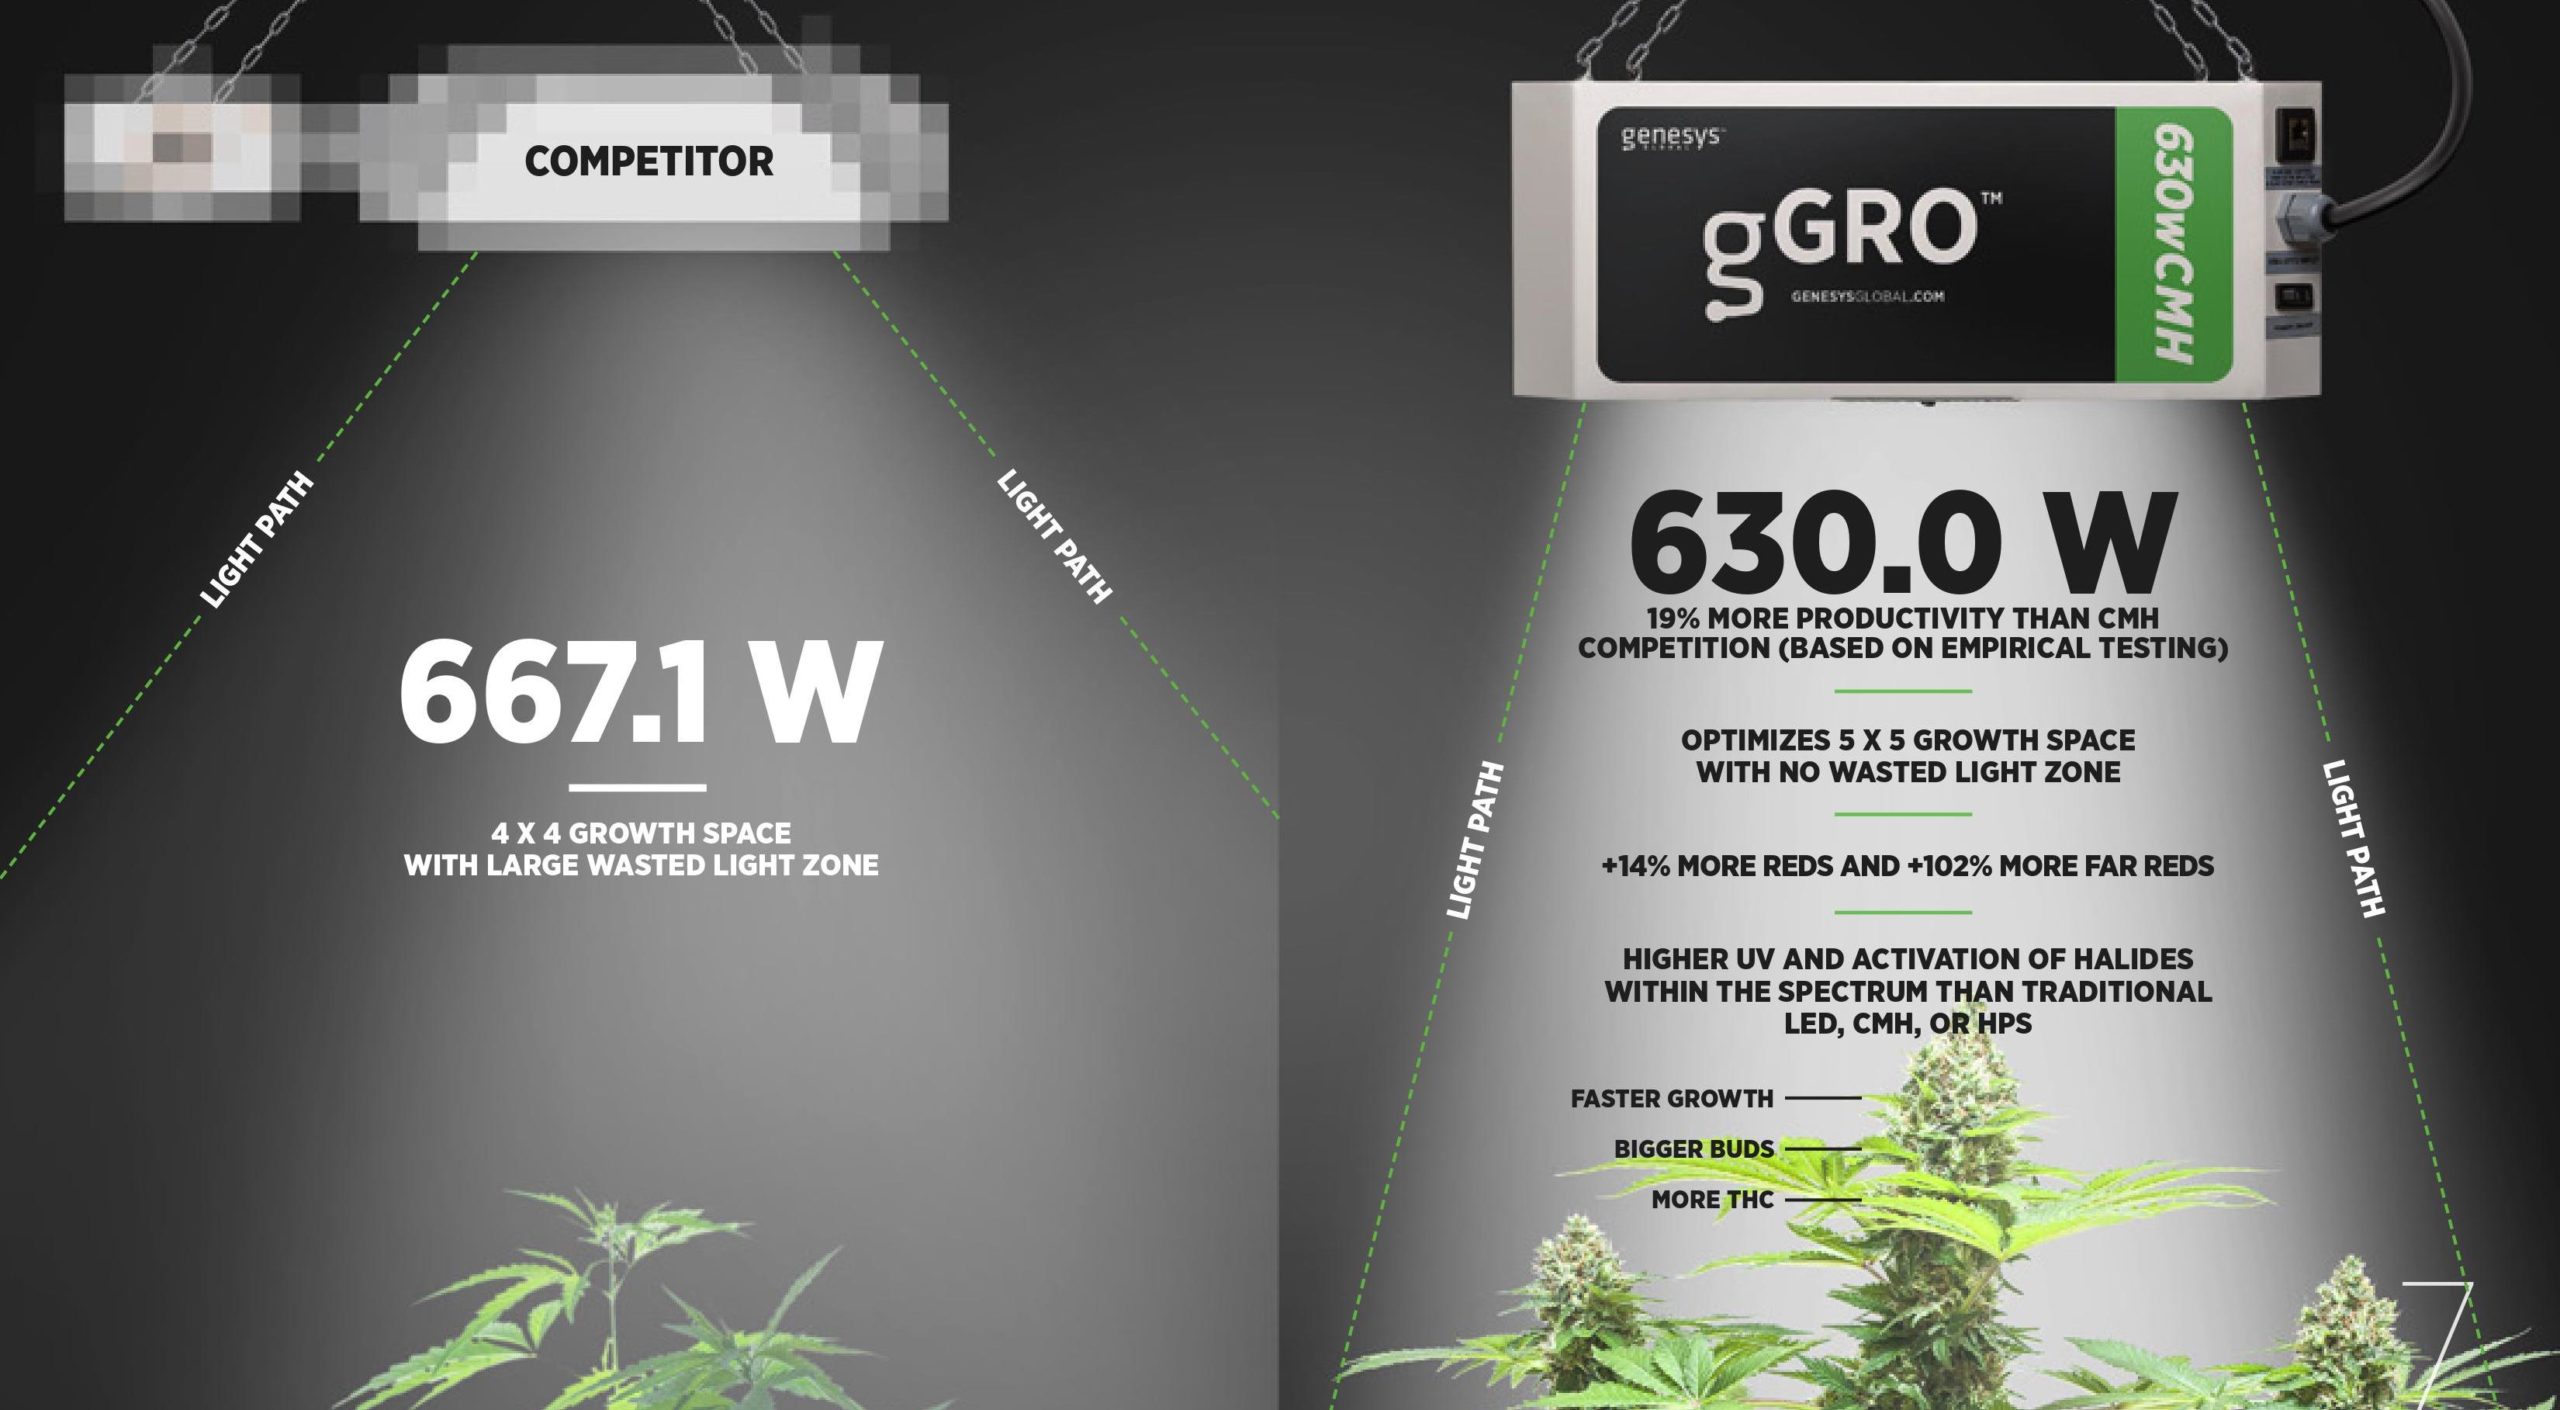 COMPETITOR
LIGHT PATH
LIGHT PATH
667.1 W
4 X 4 GROWTH SPACE
WITH LARGE WASTED LIGHT ZONE
genesys
GLOBAL
gGRO™
GENESYSGLOBAL.COM
630wCMH
630.0 W
19% MORE PRODUCTIVITY THAN CMH
COMPETITION (BASED ON EMPIRICAL TESTING)
OPTIMIZES 5 X 5 GROWTH SPACE
WITH NO WASTED LIGHT ZONE
LIGHT PATH
LIGHT PATH
+14% MORE REDS AND +102% MORE FAR REDS
HIGHER UV AND ACTIVATION OF HALIDES
WITHIN THE SPECTRUM THAN TRADITIONAL
LED, CMH, OR HPS
FASTER GROWTH
BIGGER BUDS
MORE THC
7